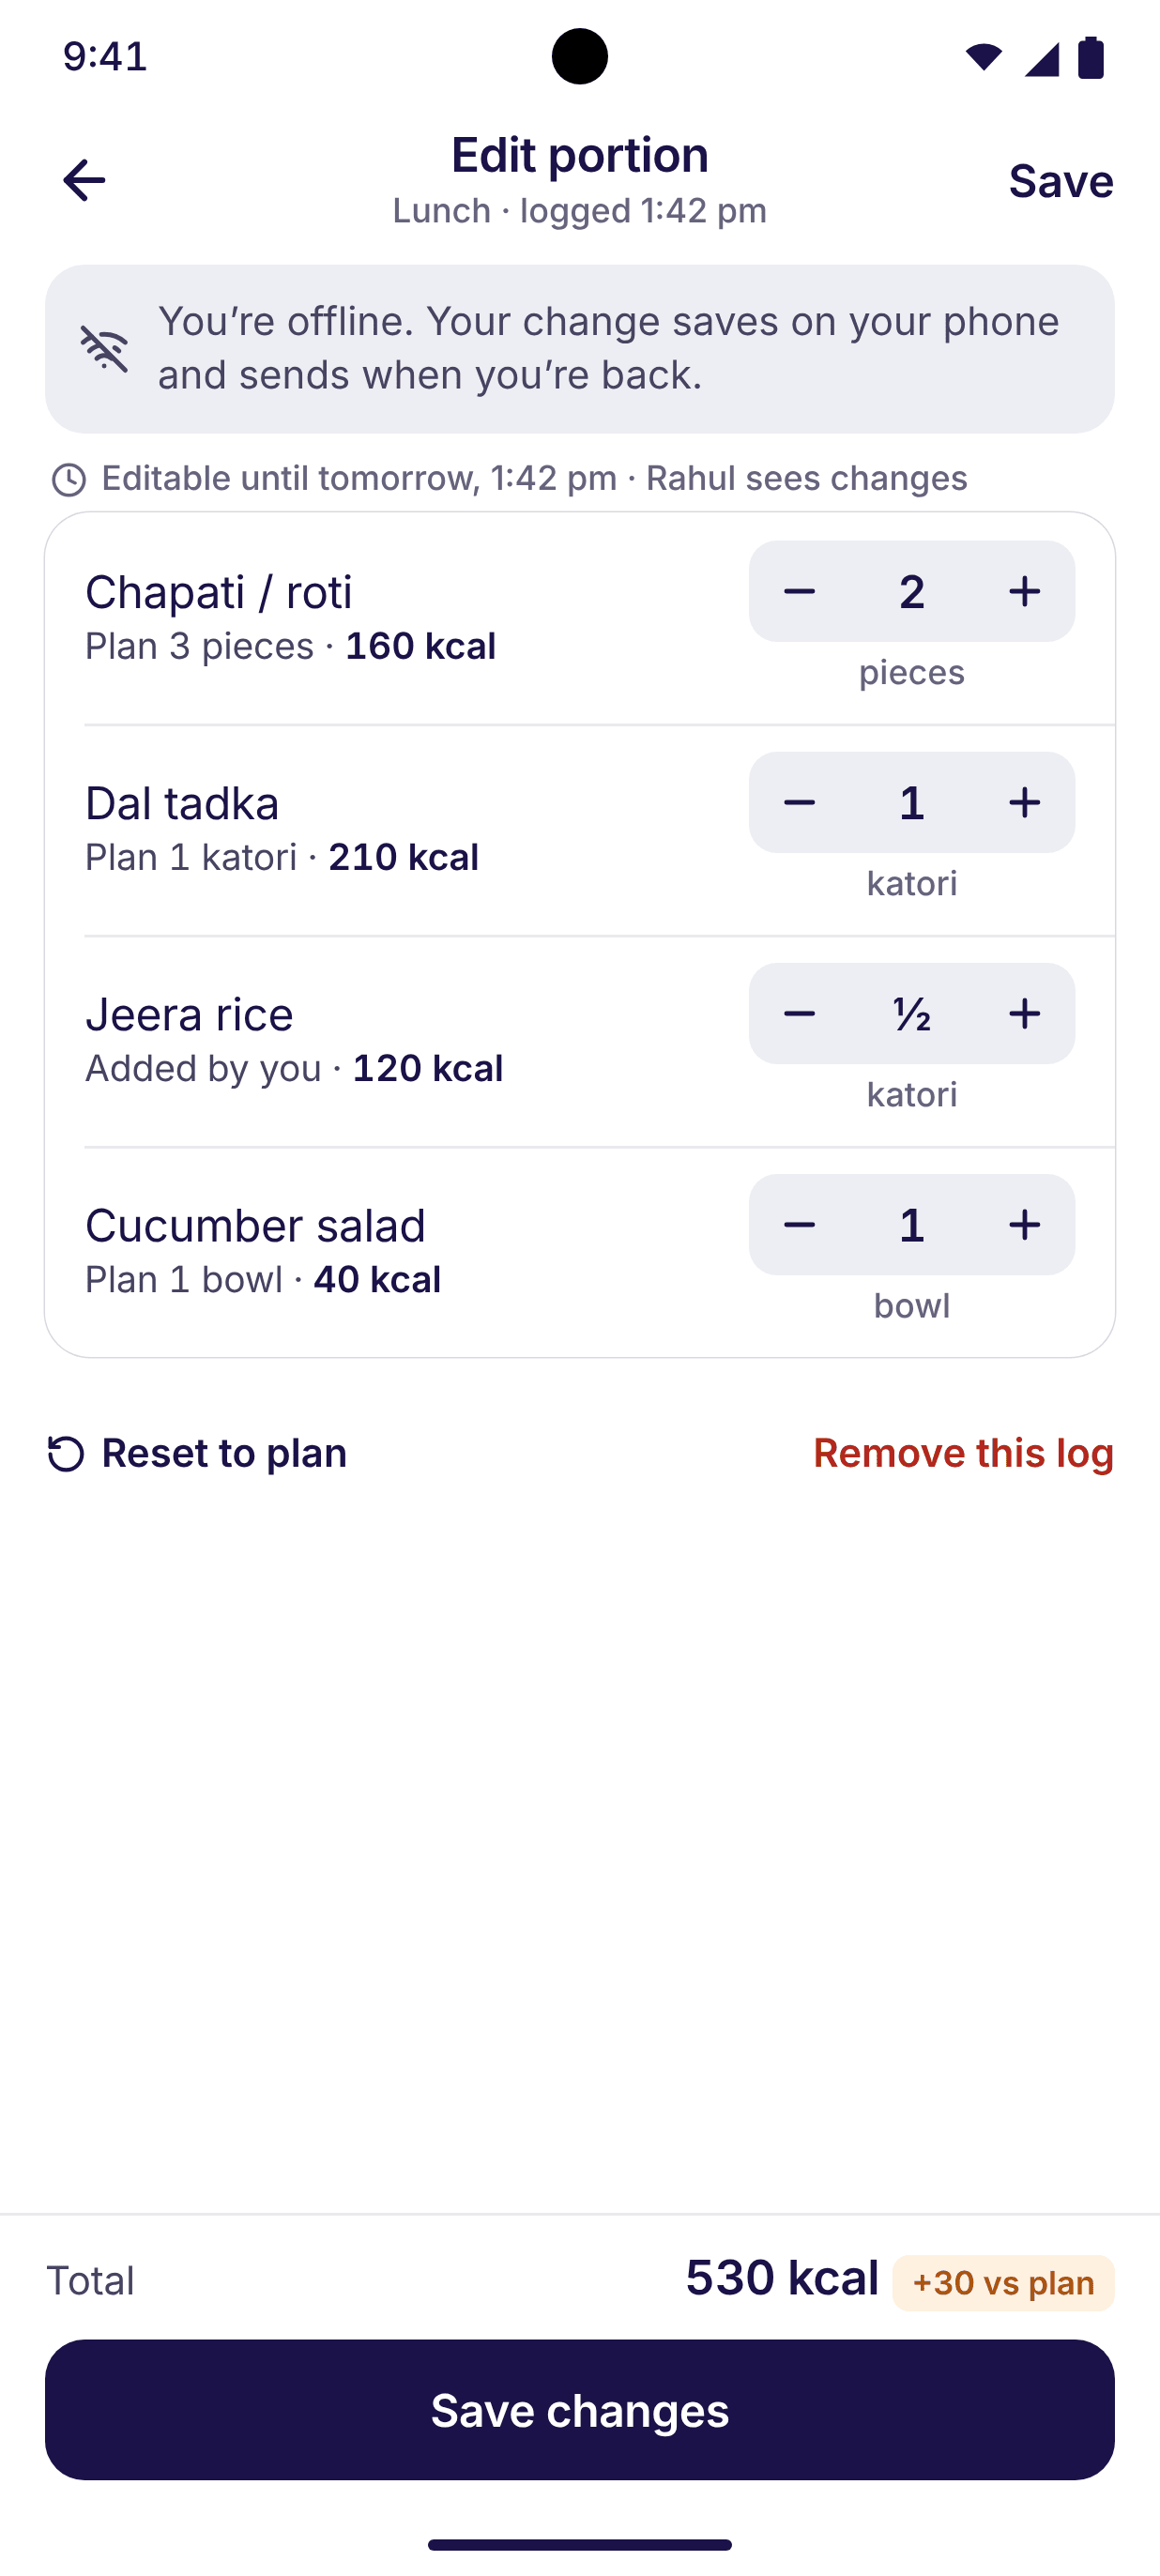 9:41
Edit portion
Lunch · logged 1:42 pm
Save
You’re offline. Your change saves on your phone
and sends when you’re back.
Editable until tomorrow, 1:42 pm · Rahul sees changes
Chapati / roti
Plan 3 pieces · 160 kcal
2
pieces
Dal tadka
Plan 1 katori · 210 kcal
1
katori
Jeera rice
Added by you · 120 kcal
½
katori
Cucumber salad
Plan 1 bowl · 40 kcal
1
bowl
Reset to plan
Remove this log
Total
530 kcal
+30 vs plan
Save changes